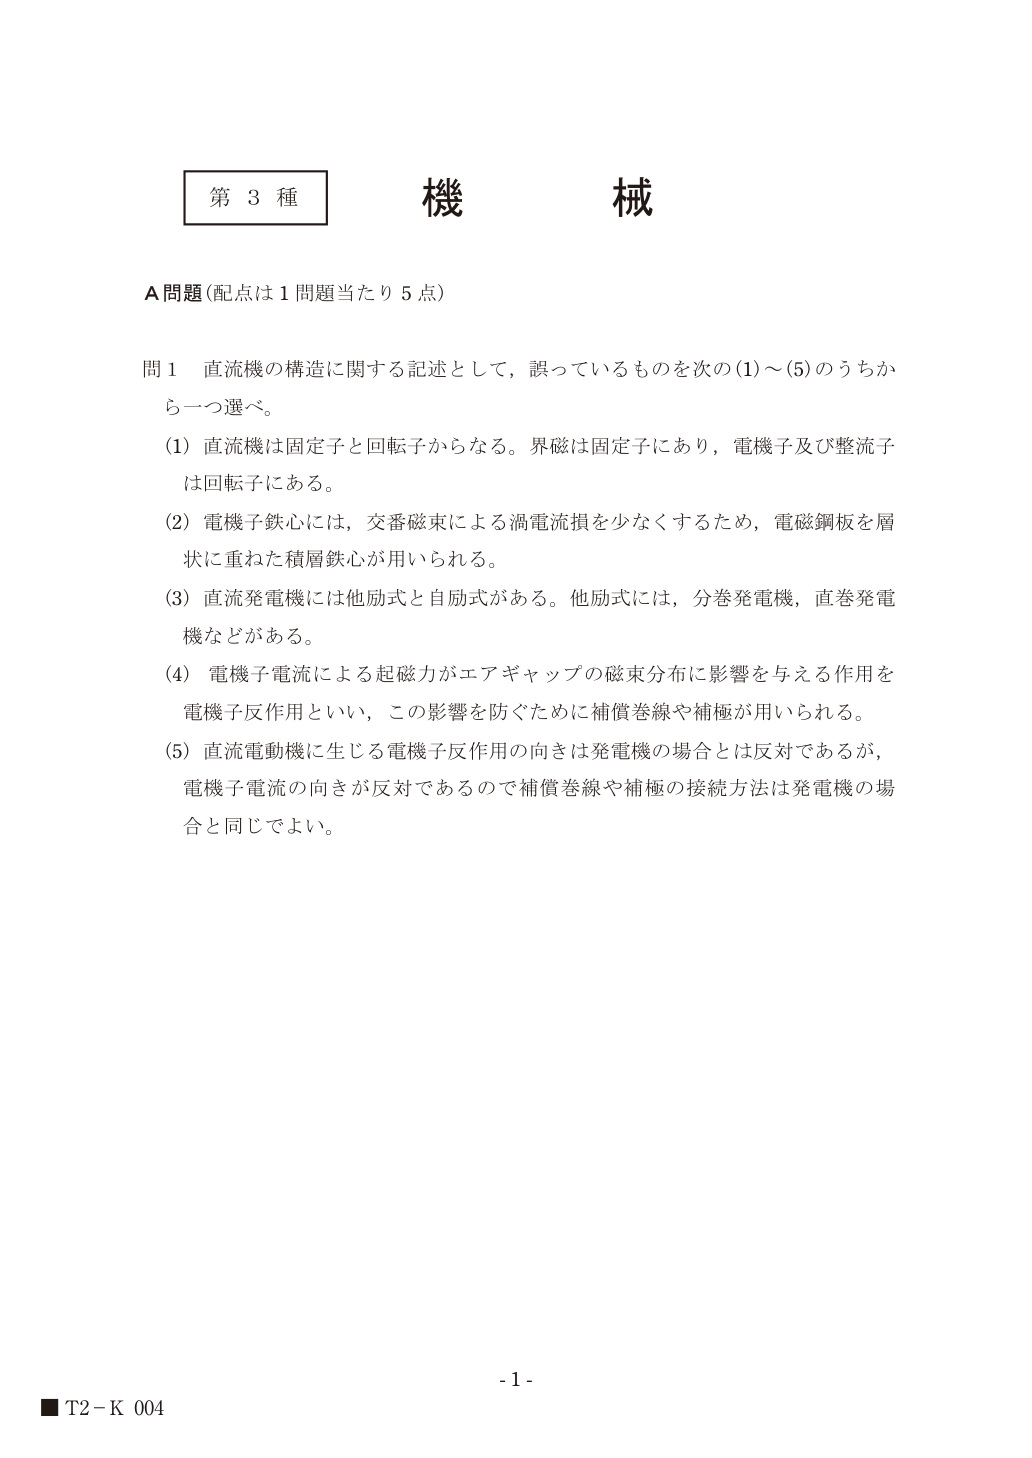 第 3 種
機 械
A問題(配点は1問題当たり5点)
問1 直流機の構造に関する記述として，誤っているものを次の(1)～(5)のうちか
ら一つ選べ。
(1) 直流機は固定子と回転子からなる。界磁は固定子にあり，電機子及び整流子
は回転子にある。
(2) 電機子鉄心には，交番磁束による渦電流損を少なくするため，電磁鋼板を層
状に重ねた積層鉄心が用いられる。
(3) 直流発電機には他励式と自励式がある。他励式には，分巻発電機，直巻発電
機などがある。
(4) 電機子電流による起磁力がエアギャップの磁束分布に影響を与える作用を
電機子反作用といい，この影響を防ぐために補償巻線や補極が用いられる。
(5) 直流電動機に生じる電機子反作用の向きは発電機の場合とは反対であるが，
電機子電流の向きが反対であるので補償巻線や補極の接続方法は発電機の場
合と同じでよい。
- 1 -
■ T2－K 004